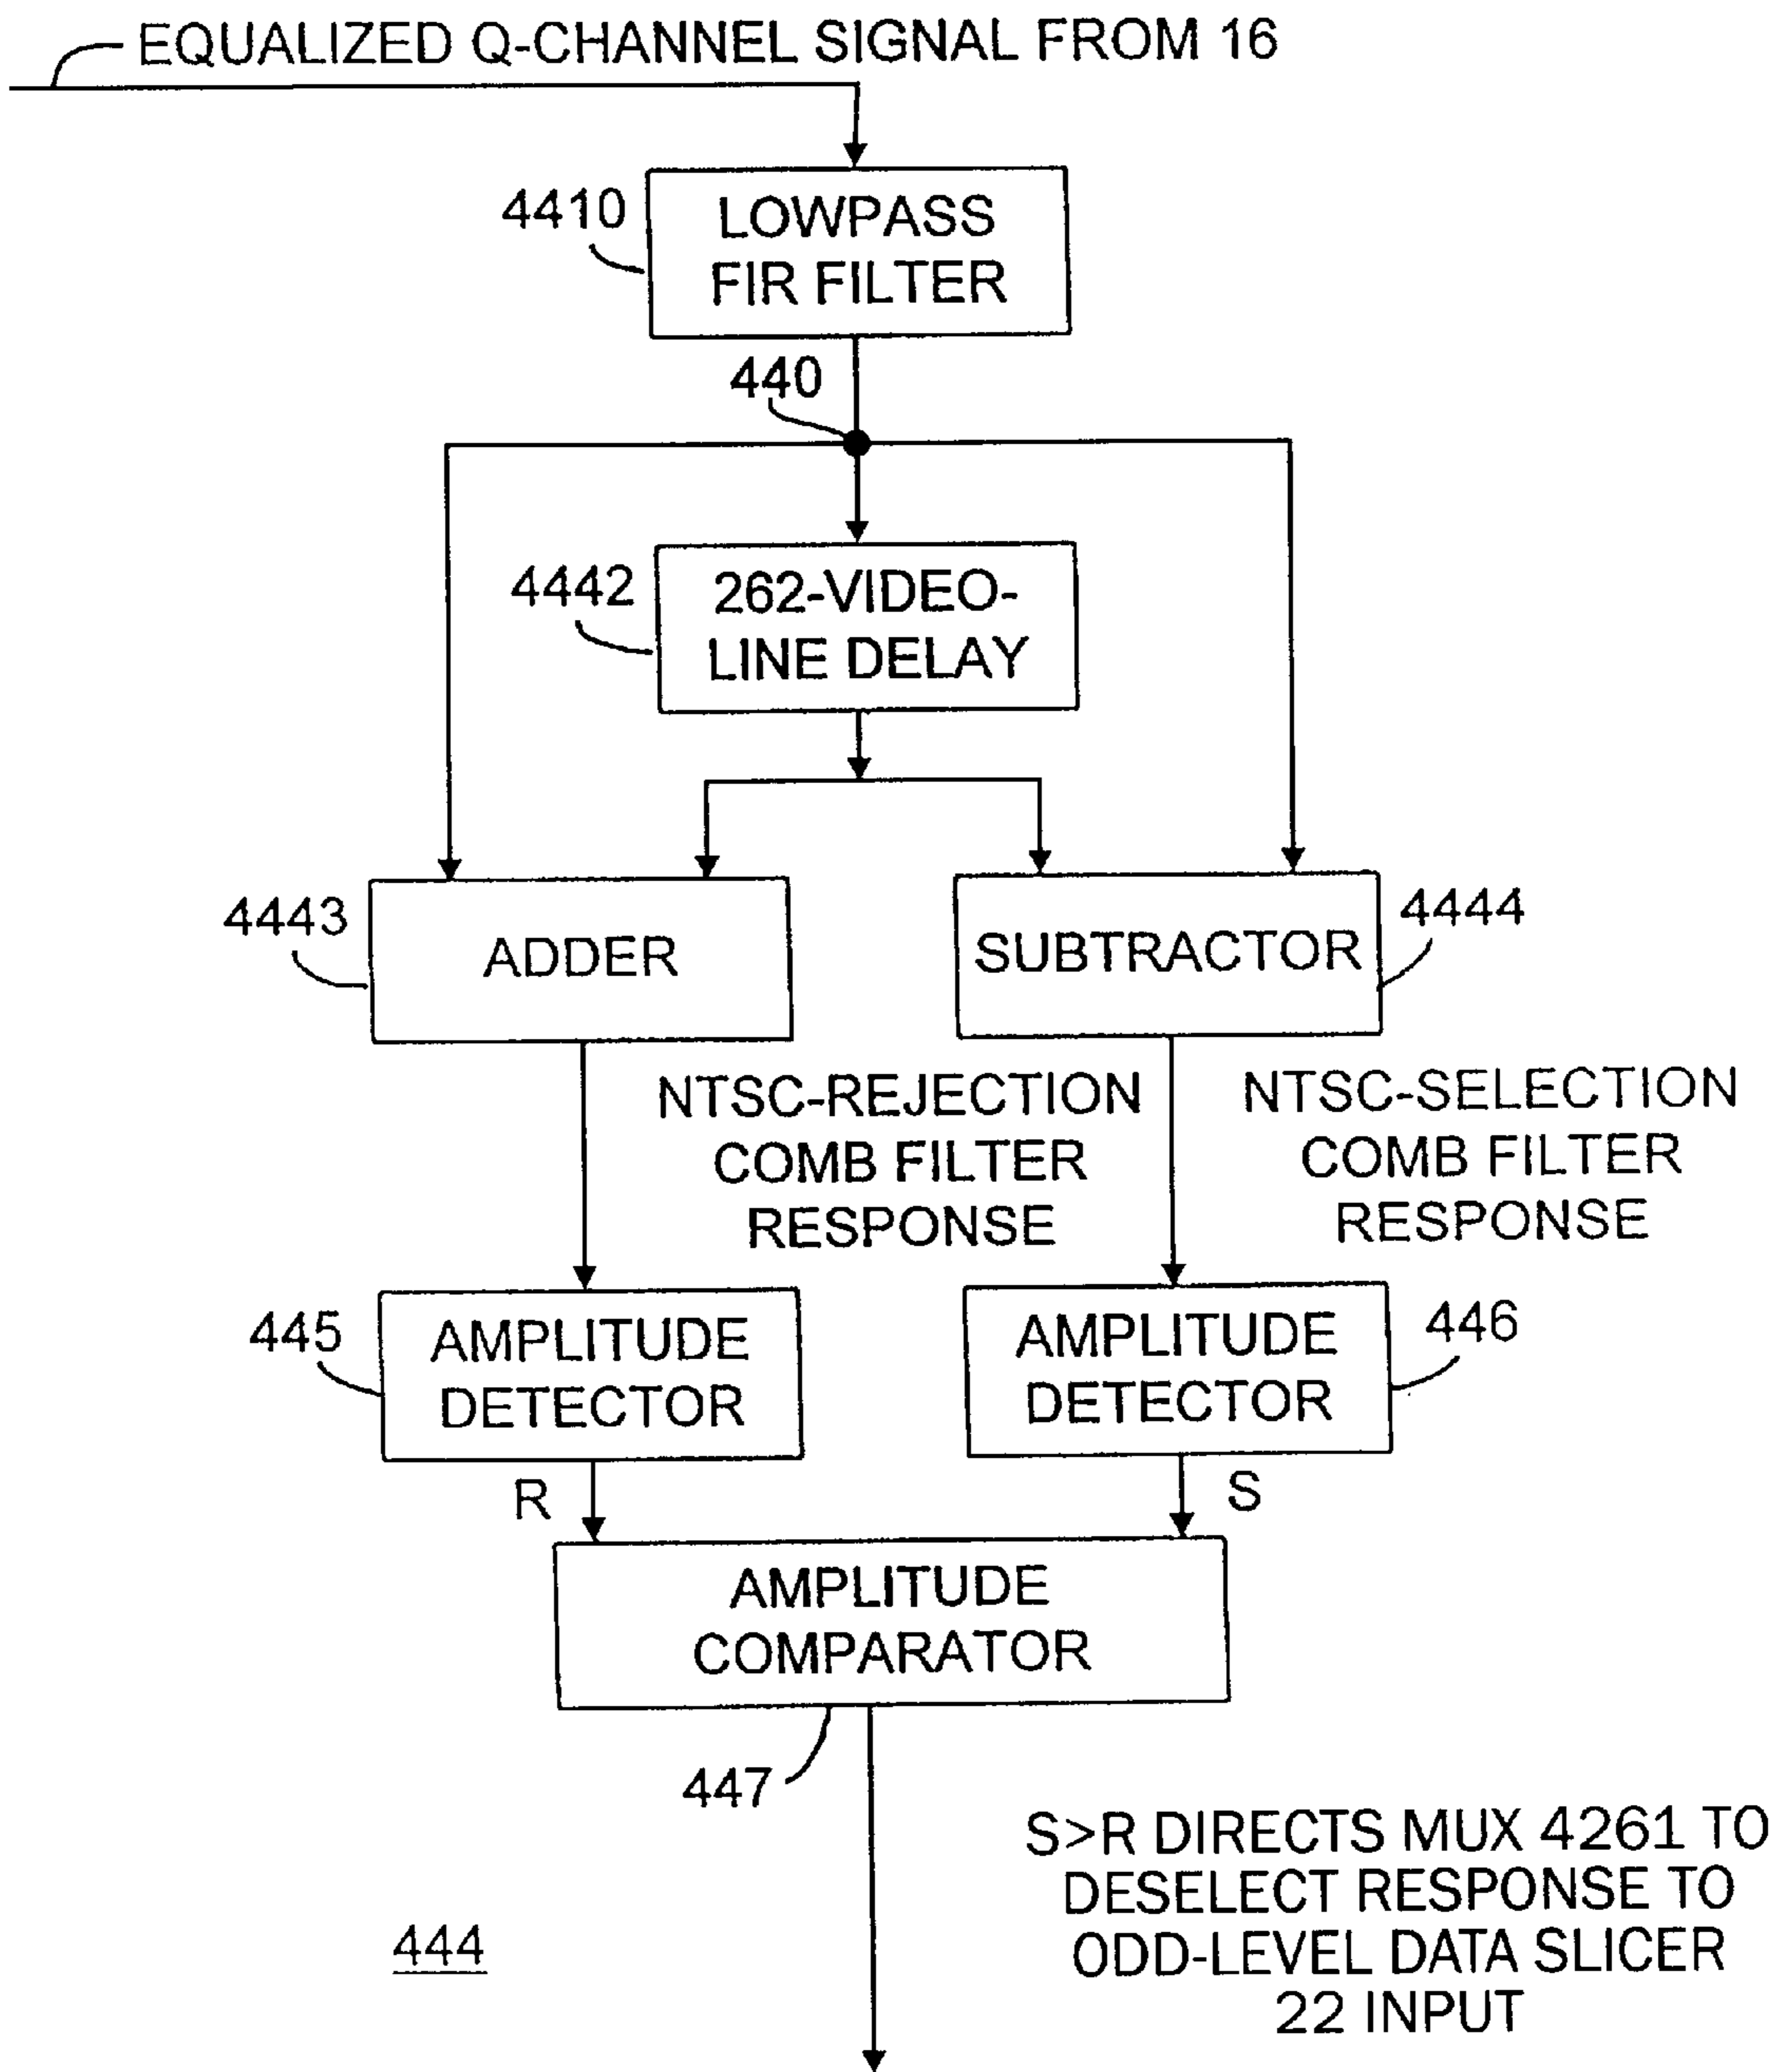 EQUALIZED Q-CHANNEL SIGNAL FROM 16
4410
LOWPASS
FIR FILTER
440
4442
262-VIDEO-
LINE DELAY
4443
ADDER
SUBTRACTOR
4444
NTSC-REJECTION
COMB FILTER
RESPONSE
NTSC-SELECTION
COMB FILTER
RESPONSE
445
AMPLITUDE
DETECTOR
AMPLITUDE
DETECTOR
446
R
S
AMPLITUDE
COMPARATOR
447
S>R DIRECTS MUX 4261 TO
DESELECT RESPONSE TO
ODD-LEVEL DATA SLICER
22 INPUT
444